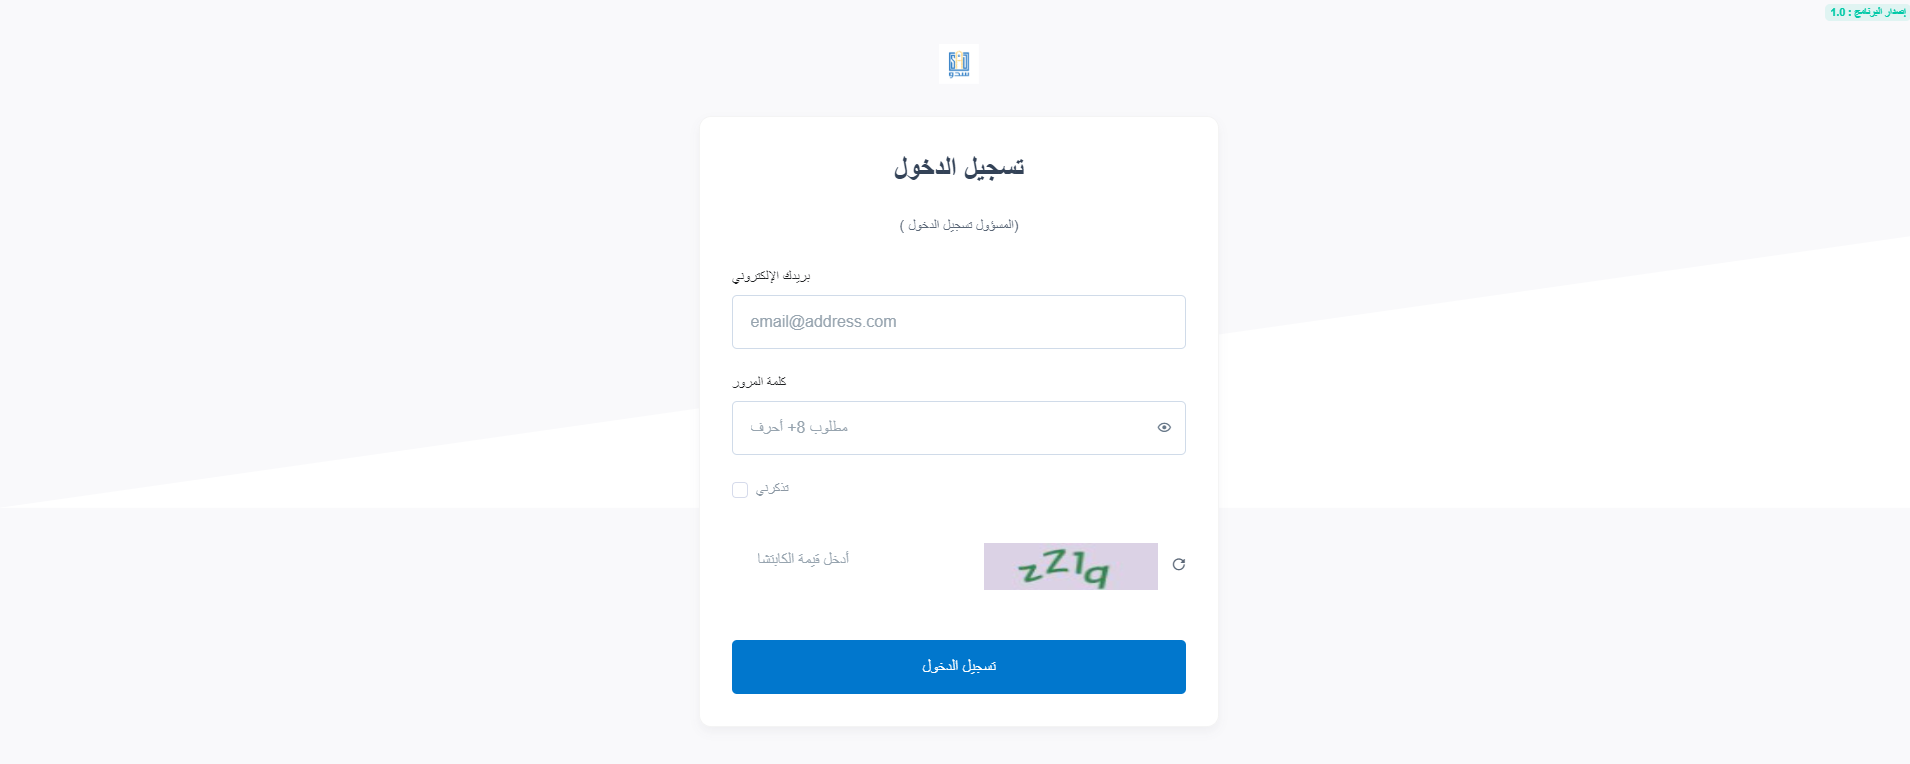 إصدار البرنامج : 1.0
سدو
تسجيل الدخول
(المسؤول تسجيل الدخول )
بريدك الإلكتروني
email@address.com
كلمة المرور
مطلوب 8+ أحرف
تذكرني
أدخل قيمة الكابتشا
zZ1q
تسجيل الدخول